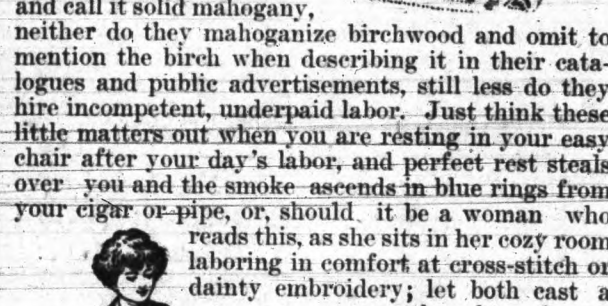 and call it solid mahogany,
neither do they mahoganize birchwood and omit to
mention the birch when describing it in their cata-
logues and public advertisements, still less do they
hire incompetent, underpaid labor. Just think these
little matters out when you are resting in your easy
chair after your day's labor, and perfect rest steals
over you and the smoke ascends in blue rings from
your cigar or pipe, or, should it be a woman who
reads this, as she sits in her cozy room
laboring in comfort at cross-stitch or
dainty embroidery; let both cast a